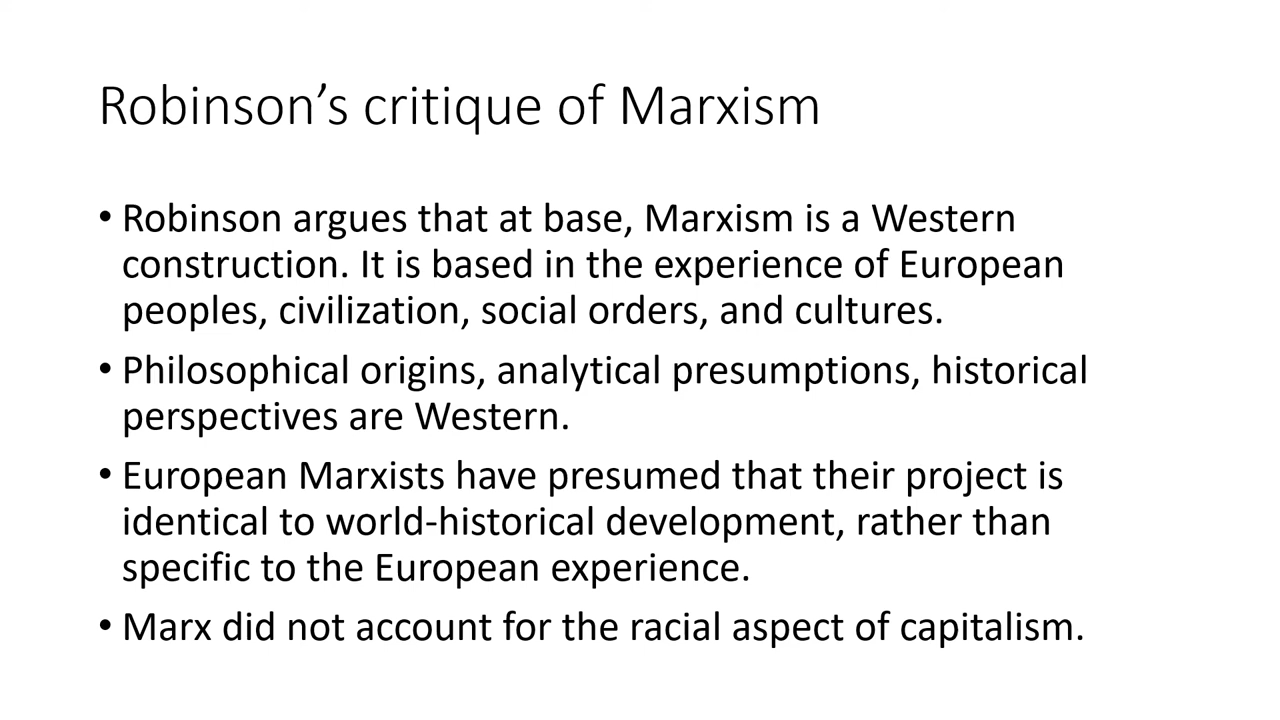 Robinson’s critique of Marxism
• Robinson argues that at base, Marxism is a Western
construction. It is based in the experience of European
peoples, civilization, social orders, and cultures.
• Philosophical origins, analytical presumptions, historical
perspectives are Western.
• European Marxists have presumed that their project is
identical to world-historical development, rather than
specific to the European experience.
• Marx did not account for the racial aspect of capitalism.